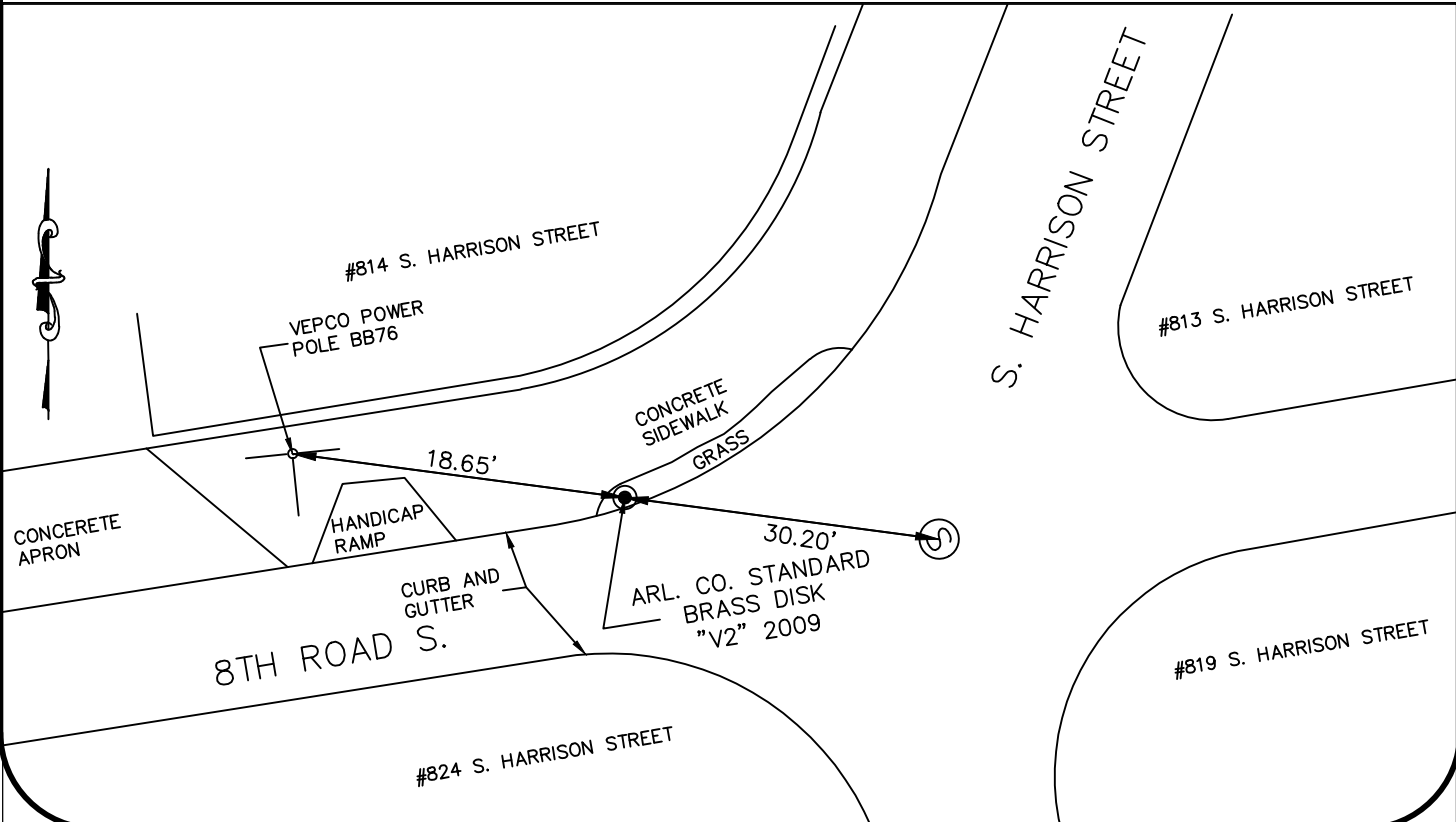 S. HARRISON STREET
#814 S. HARRISON STREET
#813 S. HARRISON STREET
VEPCO POWER
POLE BB76
CONCRETE
SIDEWALK
GRASS
18.65'
CONCERETE
APRON
HANDICAP
RAMP
30.20'
S
CURB AND
GUTTER
ARL. CO. STANDARD
BRASS DISK
"V2" 2009
8TH ROAD S.
#819 S. HARRISON STREET
#824 S. HARRISON STREET